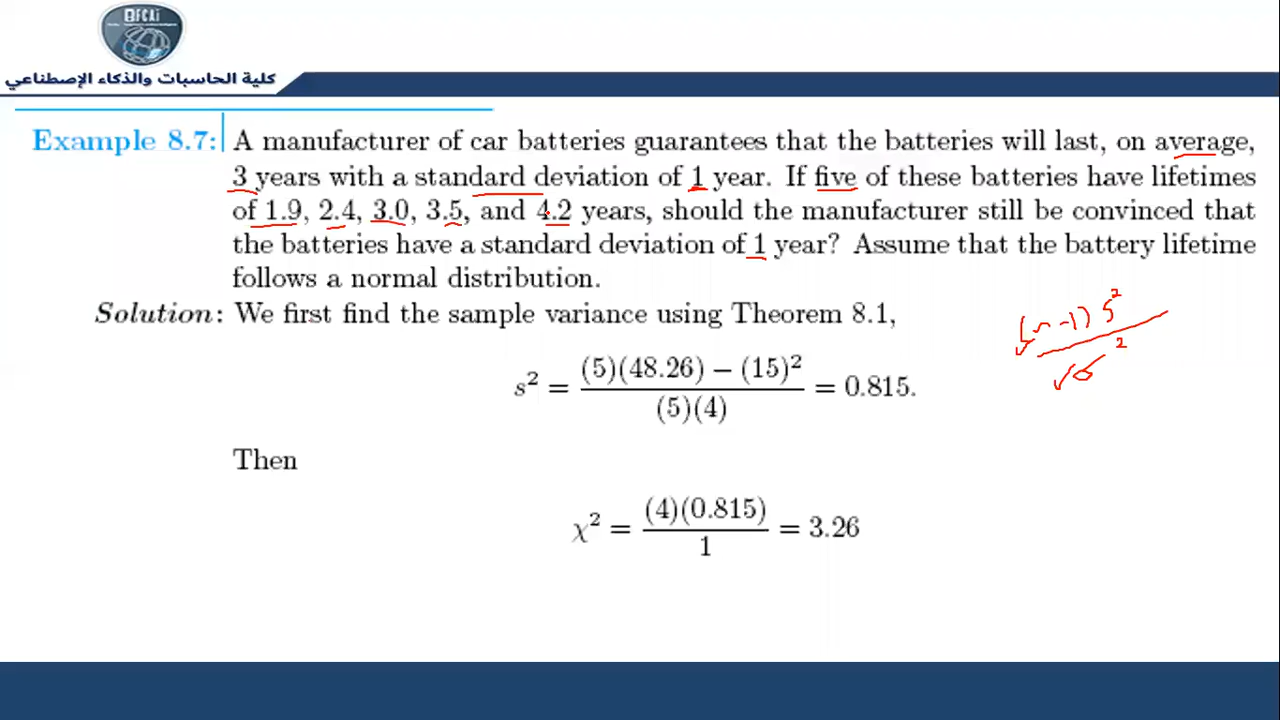 BFCAI
كلية الحاسبات والذكاء الإصطناعي
Example 8.7: A manufacturer of car batteries guarantees that the batteries will last, on average,
3 years with a standard deviation of 1 year. If five of these batteries have lifetimes
of 1.9, 2.4, 3.0, 3.5, and 4.2 years, should the manufacturer still be convinced that
the batteries have a standard deviation of 1 year? Assume that the battery lifetime
follows a normal distribution.
Solution: We first find the sample variance using Theorem 8.1,
(n-1) s²
σ²
s² = (5)(48.26) − (15)² / (5)(4) = 0.815.
Then
χ² = (4)(0.815) / 1 = 3.26